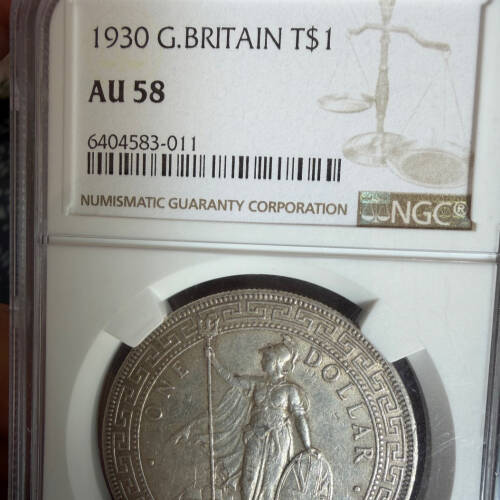 1930 G.BRITAIN T$1
AU 58
6404583-011
NUMISMATIC GUARANTY CORPORATION
NGC®
ONE DOLLAR